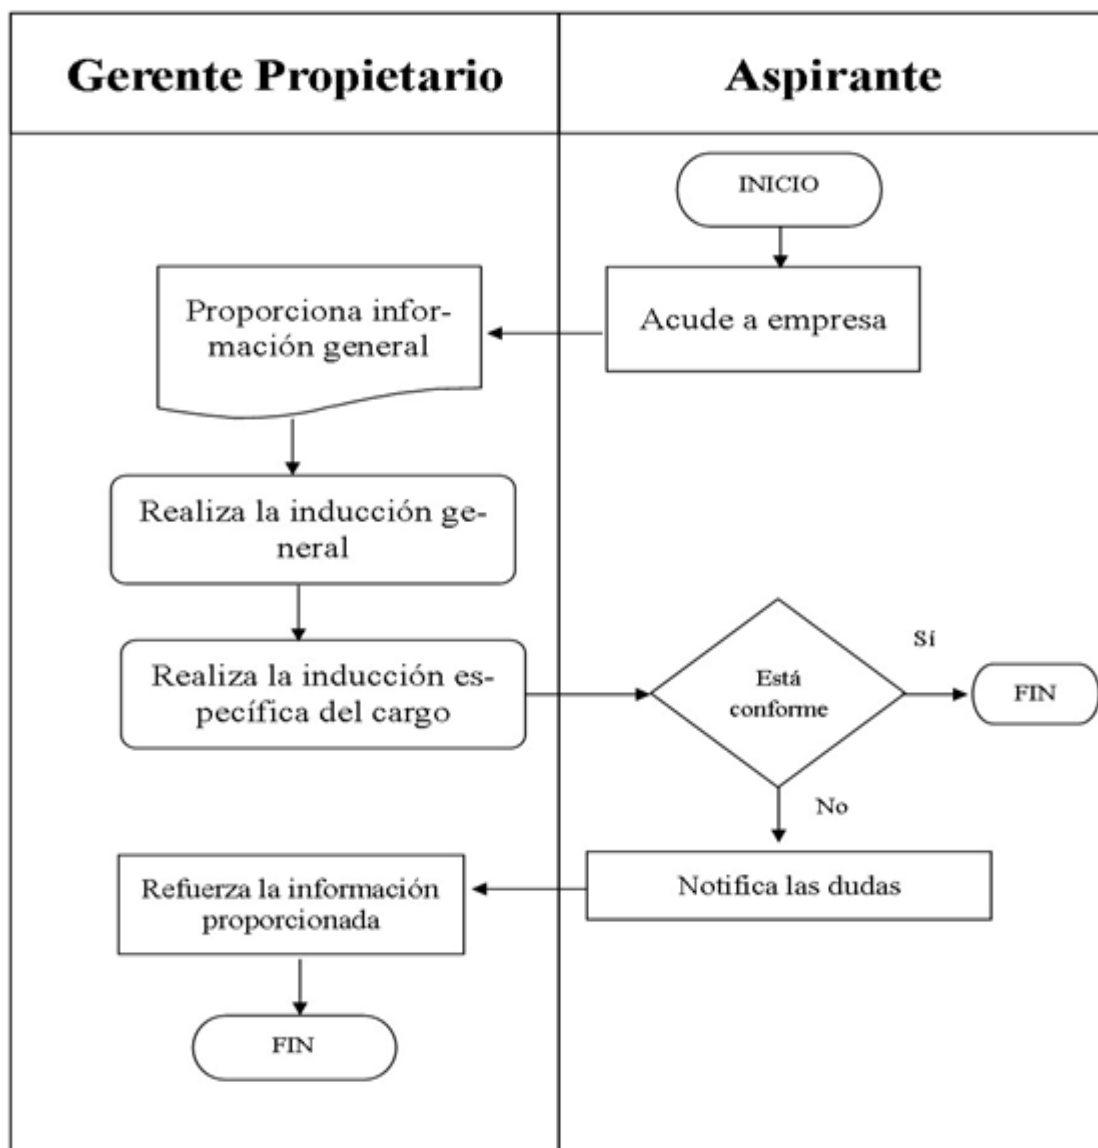 Gerente Propietario
Aspirante
INICIO
Acude a empresa
Proporciona infor-
mación general
Realiza la inducción ge-
neral
Realiza la inducción es-
pecífica del cargo
Está
conforme
Sí
FIN
No
Notifica las dudas
Refuerza la información
proporcionada
FIN